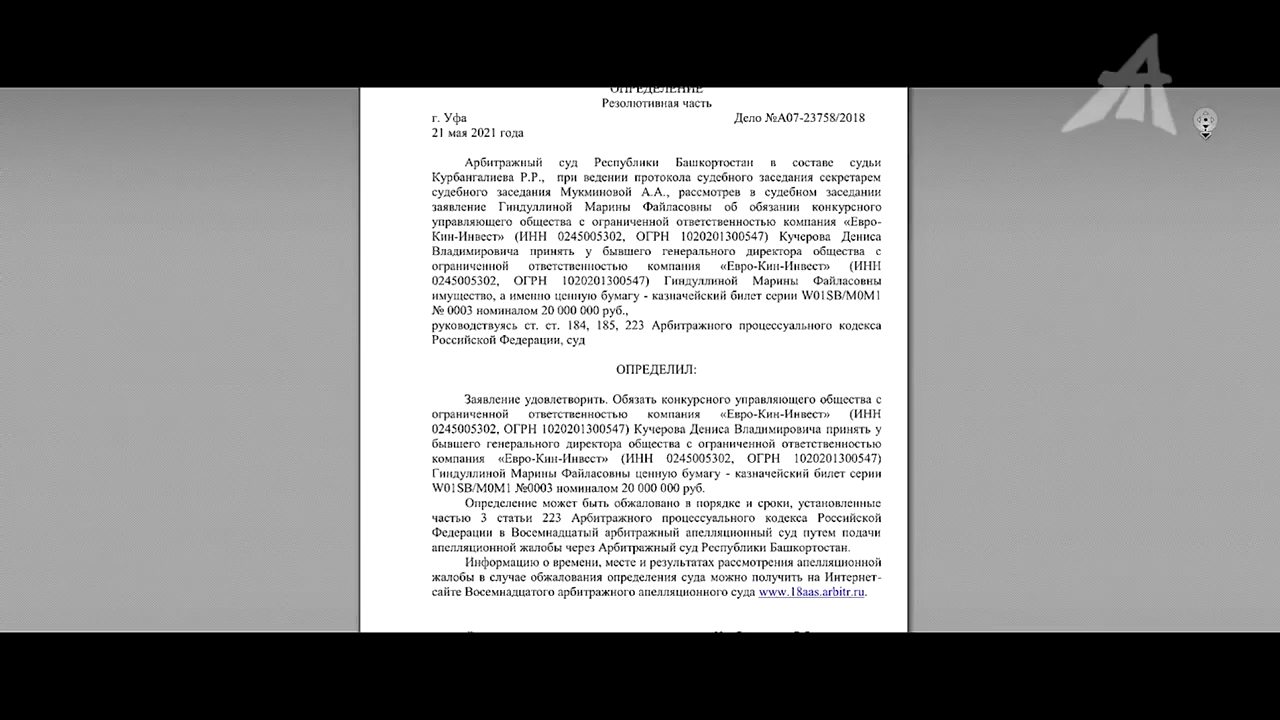 ОПРЕДЕЛЕНИЕ
Резолютивная часть
г. Уфа Дело №А07-23758/2018
21 мая 2021 года
Арбитражный суд Республики Башкортостан в составе судьи
Курбангалиева Р.Р., при ведении протокола судебного заседания секретарем
судебного заседания Мукминовой А.А., рассмотрев в судебном заседании
заявление Гиндуллиной Марины Файласовны об обязании конкурсного
управляющего общества с ограниченной ответственностью компания «Евро-
Кин-Инвест» (ИНН 0245005302, ОГРН 1020201300547) Кучерова Дениса
Владимировича принять у бывшего генерального директора общества с
ограниченной ответственностью компания «Евро-Кин-Инвест» (ИНН
0245005302, ОГРН 1020201300547) Гиндуллиной Марины Файласовны
имущество, а именно ценную бумагу - казначейский билет серии W01SB/M0M1
№ 0003 номиналом 20 000 000 руб.,
руководствуясь ст. ст. 184, 185, 223 Арбитражного процессуального кодекса
Российской Федерации, суд
ОПРЕДЕЛИЛ:
Заявление удовлетворить. Обязать конкурсного управляющего общества с
ограниченной ответственностью компания «Евро-Кин-Инвест» (ИНН
0245005302, ОГРН 1020201300547) Кучерова Дениса Владимировича принять у
бывшего генерального директора общества с ограниченной ответственностью
компания «Евро-Кин-Инвест» (ИНН 0245005302, ОГРН 1020201300547)
Гиндуллиной Марины Файласовны ценную бумагу - казначейский билет серии
W01SB/M0M1 №0003 номиналом 20 000 000 руб.
Определение может быть обжаловано в порядке и сроки, установленные
частью 3 статьи 223 Арбитражного процессуального кодекса Российской
Федерации в Восемнадцатый арбитражный апелляционный суд путем подачи
апелляционной жалобы через Арбитражный суд Республики Башкортостан.
Информацию о времени, месте и результатах рассмотрения апелляционной
жалобы в случае обжалования определения суда можно получить на Интернет-
сайте Восемнадцатого арбитражного апелляционного суда www.18aas.arbitr.ru.